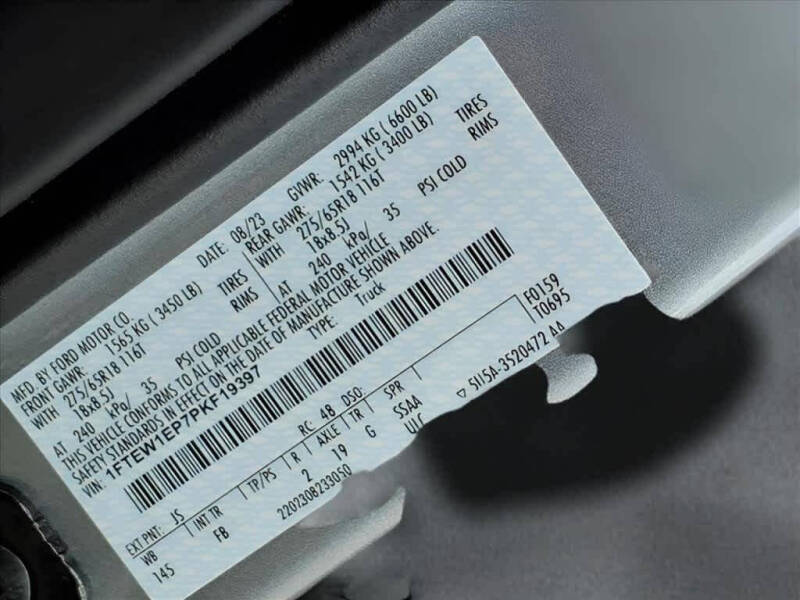 MFD. BY FORD MOTOR CO.
DATE: 08/23 GVWR: 2994 KG ( 6600 LB)
FRONT GAWR: 1565 KG ( 3450 LB)
REAR GAWR: 1542 KG ( 3400 LB)
WITH 275/65R18 116T TIRES
WITH 275/65R18 116T TIRES
18x8.5J RIMS
18x8.5J RIMS
AT 240 kPa/ 35 PSI COLD
AT 240 kPa/ 35 PSI COLD
THIS VEHICLE CONFORMS TO ALL APPLICABLE FEDERAL MOTOR VEHICLE
SAFETY STANDARDS IN EFFECT ON THE DATE OF MANUFACTURE SHOWN ABOVE.
VIN: 1FTEW1EP7PKF19397
TYPE: Truck
F0159
T0695
EXT PNT: JS RC: 48 DSO:
WB INT TR TP/PS R AXLE TR SPR
145 FB 2 19 G SSAA
2202308233050
▽ 5U5A-3520472 AA